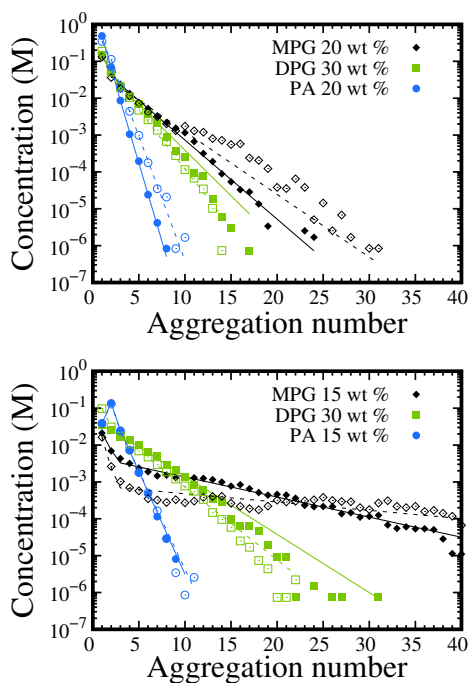 10^0
10^-1
10^-2
10^-3
10^-4
10^-5
10^-6
10^-7
Concentration (M)
MPG 20 wt %
DPG 30 wt %
PA 20 wt %
0 5 10 15 20 25 30 35 40
Aggregation number
10^0
10^-1
10^-2
10^-3
10^-4
10^-5
10^-6
10^-7
Concentration (M)
MPG 15 wt %
DPG 30 wt %
PA 15 wt %
0 5 10 15 20 25 30 35 40
Aggregation number